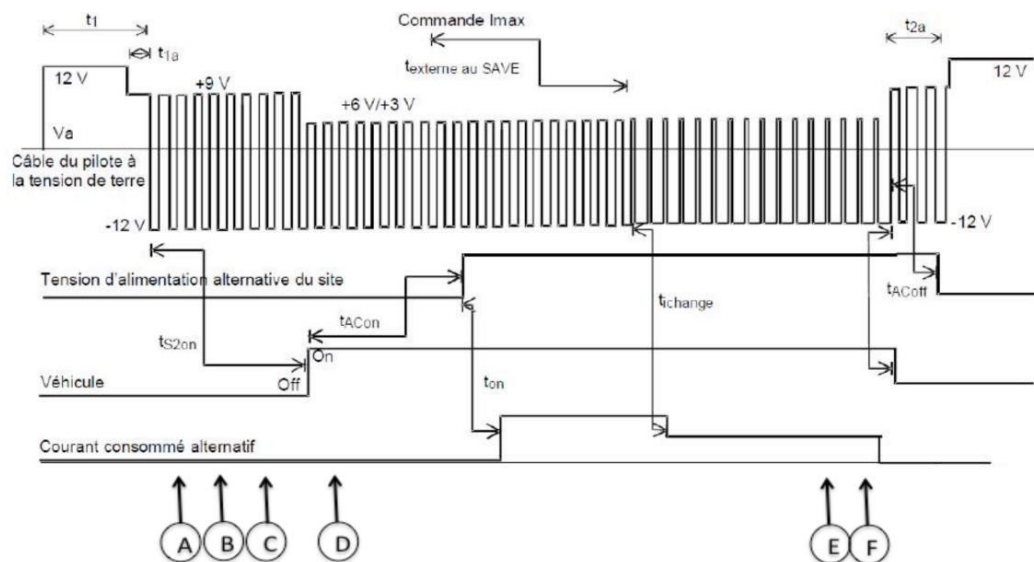 t1
Commande Imax
t2a
t1a
texterne au SAVE
12 V
+9 V
12 V
+6 V/+3 V
Va
Câble du pilote à
la tension de terre
-12 V
-12 V
Tension d'alimentation alternative du site
tACon
tichange
tACoff
tS2on
On
Véhicule
Off
ton
Courant consommé alternatif
A B C D E F